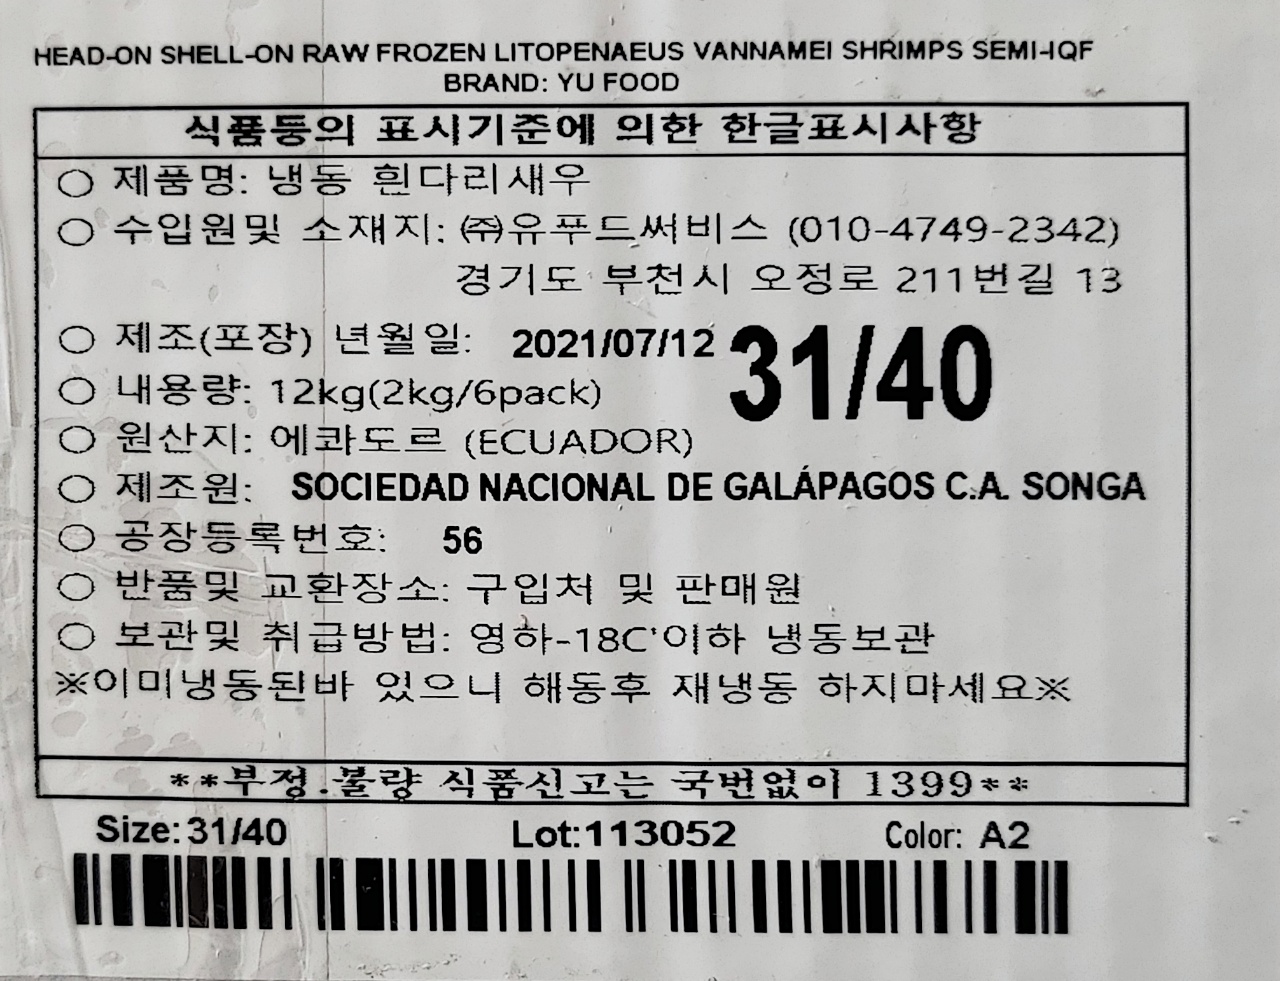 HEAD-ON SHELL-ON RAW FROZEN LITOPENAEUS VANNAMEI SHRIMPS SEMI-IQF
BRAND: YU FOOD
식품등의 표시기준에 의한 한글표시사항
○ 제품명: 냉동 흰다리새우
○ 수입원및 소재지: ㈜유푸드써비스 (010-4749-2342)
경기도 부천시 오정로 211번길 13
○ 제조(포장) 년월일: 2021/07/12 31/40
○ 내용량: 12kg(2kg/6pack)
○ 원산지: 에콰도르 (ECUADOR)
○ 제조원: SOCIEDAD NACIONAL DE GALÁPAGOS C.A. SONGA
○ 공장등록번호: 56
○ 반품및 교환장소: 구입처 및 판매원
○ 보관및 취급방법: 영하-18C'이하 냉동보관
※이미냉동된바 있으니 해동후 재냉동 하지마세요※
**부정.불량 식품신고는 국번없이 1399**
Size: 31/40 Lot:113052 Color: A2